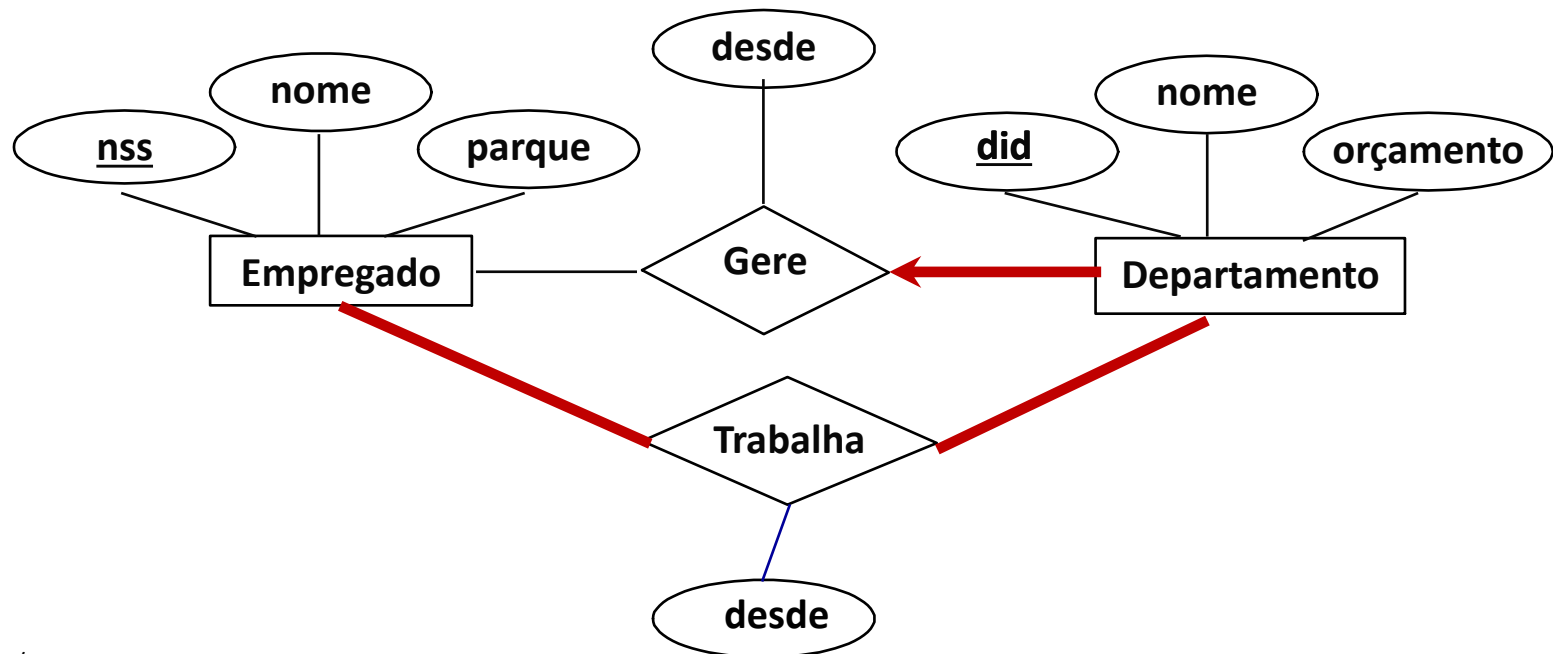 desde
nome
nome
nss
parque
did
orçamento
Empregado
Gere
Departamento
Trabalha
desde